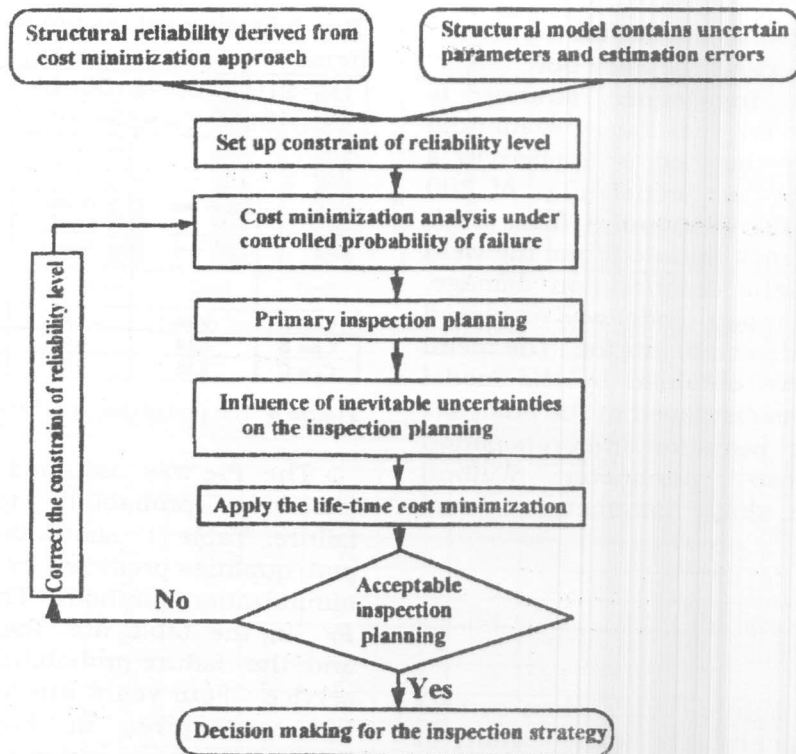 Structural reliability derived from
cost minimization approach
Structural model contains uncertain
parameters and estimation errors
Set up constraint of reliability level
Cost minimization analysis under
controlled probability of failure
Primary inspection planning
Influence of inevitable uncertainties
on the inspection planning
Apply the life-time cost minimization
Correct the constraint of reliability level
No
Acceptable
inspection
planning
Yes
Decision making for the inspection strategy